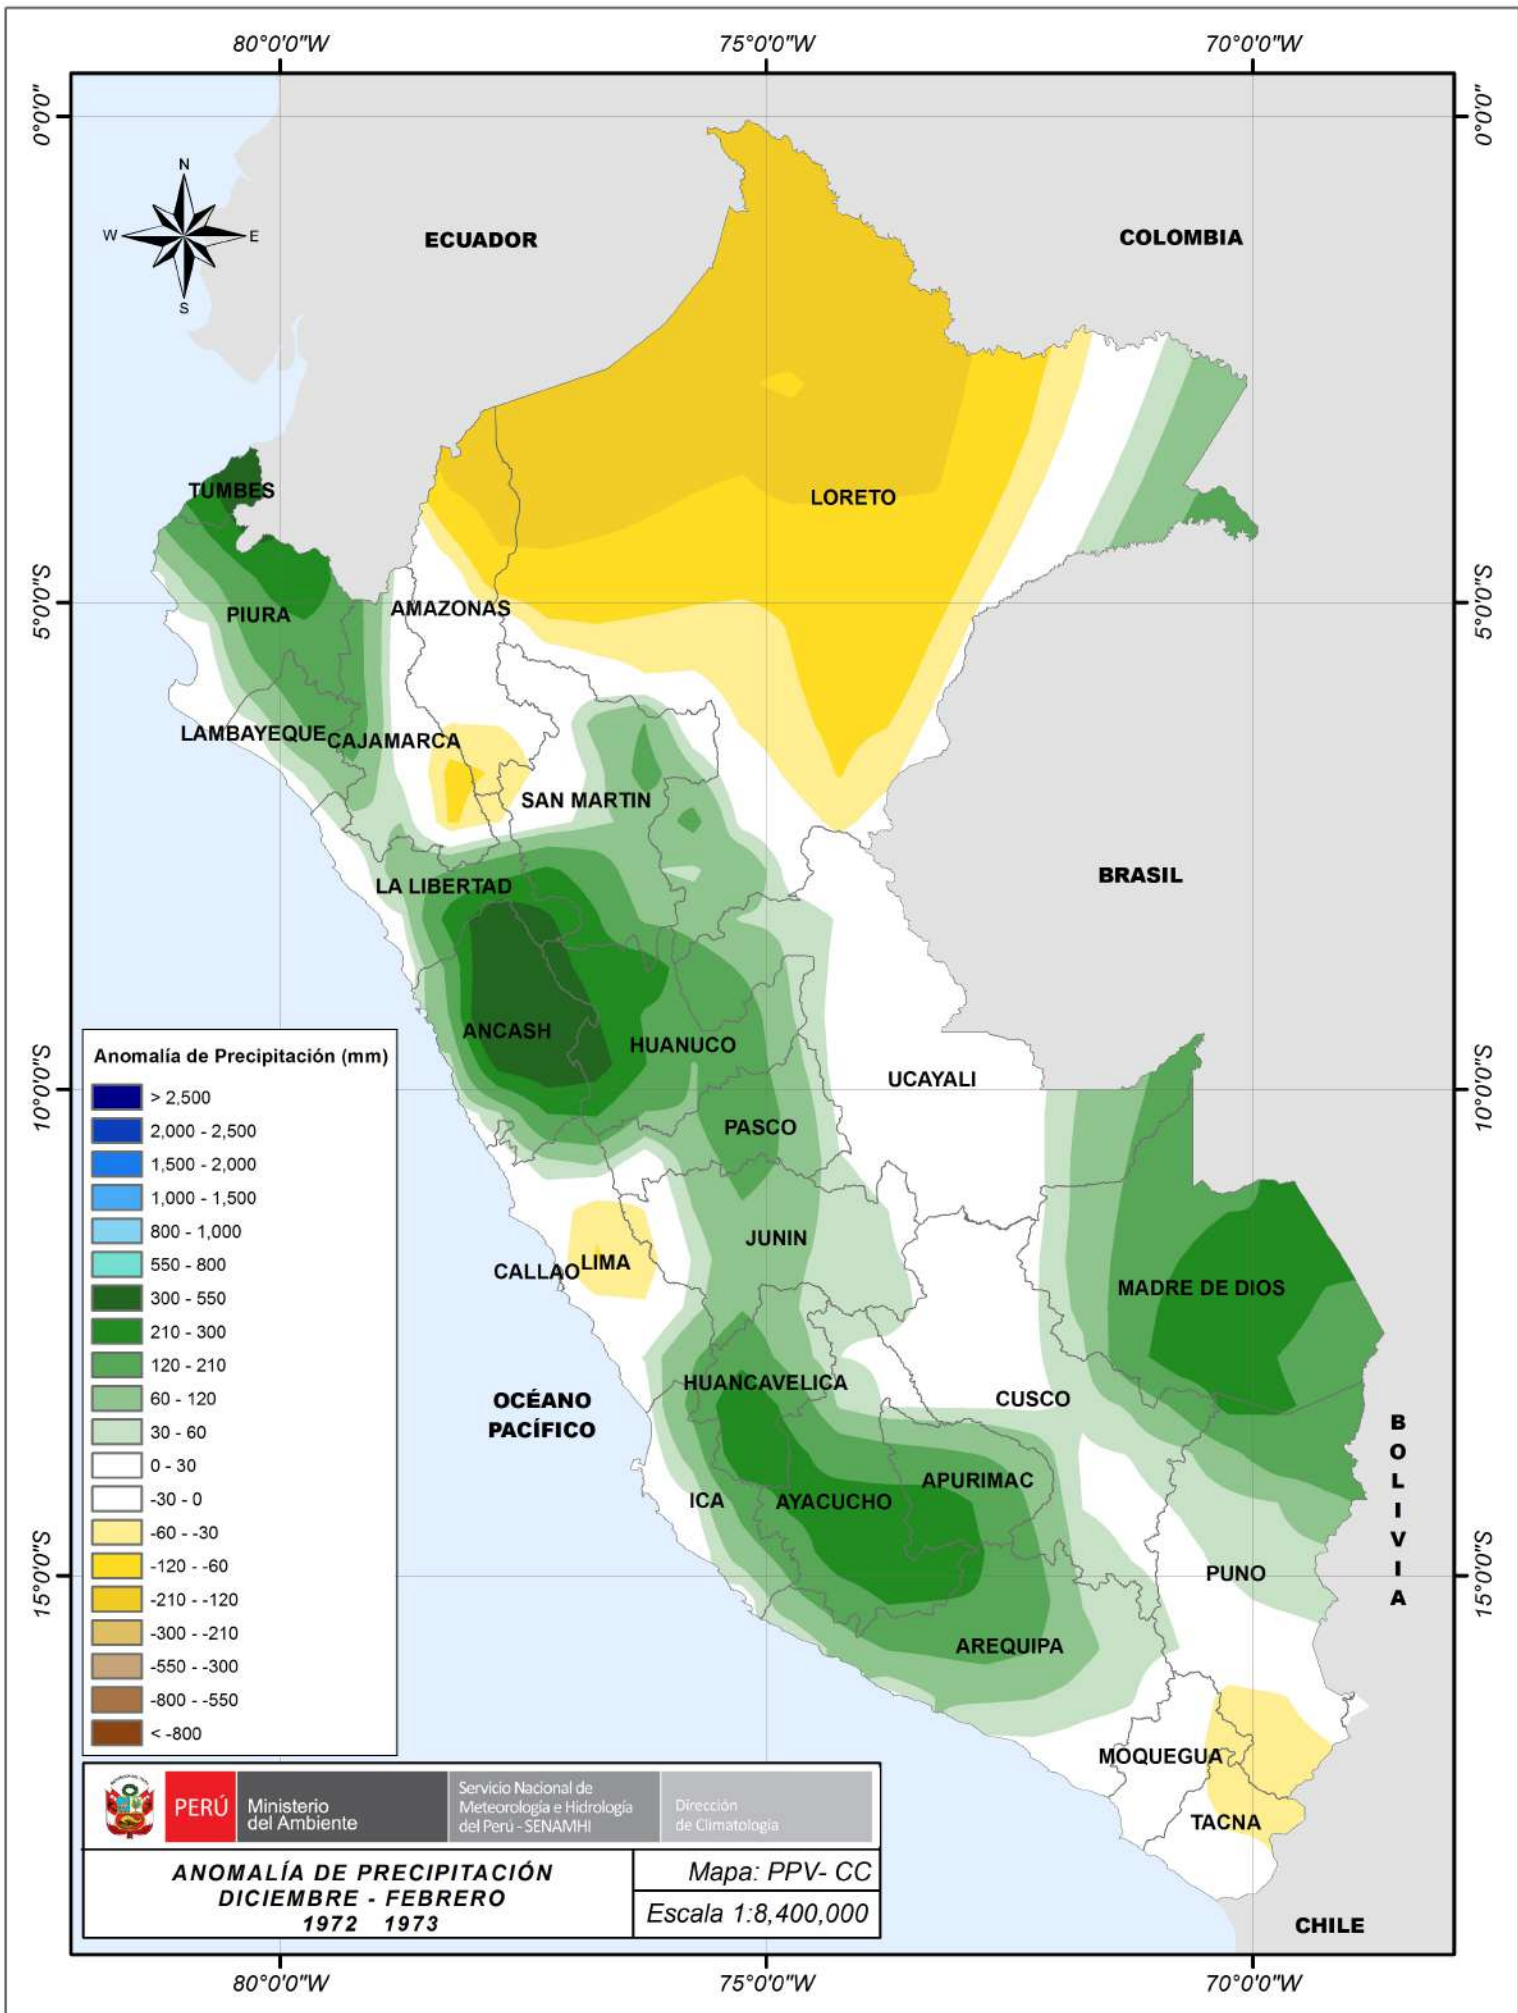 80°0'0"W
75°0'0"W
70°0'0"W
0°0'0"
0°0'0"
N
W
E
S
ECUADOR
COLOMBIA
TUMBES
LORETO
5°0'0"S
5°0'0"S
PIURA
AMAZONAS
LAMBAYEQUE
CAJAMARCA
SAN MARTIN
BRASIL
LA LIBERTAD
ANCASH
HUANUCO
UCAYALI
10°0'0"S
10°0'0"S
PASCO
JUNIN
CALLAO
LIMA
MADRE DE DIOS
HUANCAVELICA
CUSCO
OCÉANO
PACÍFICO
BOLIVIA
APURIMAC
ICA
AYACUCHO
15°0'0"S
15°0'0"S
PUNO
AREQUIPA
MOQUEGUA
TACNA
CHILE
Anomalía de Precipitación (mm)
> 2,500
2,000 - 2,500
1,500 - 2,000
1,000 - 1,500
800 - 1,000
550 - 800
300 - 550
210 - 300
120 - 210
60 - 120
30 - 60
0 - 30
-30 - 0
-60 - -30
-120 - -60
-210 - -120
-300 - -210
-550 - -300
-800 - -550
< -800
PERÚ
Ministerio
del Ambiente
Servicio Nacional de
Meteorología e Hidrología
del Perú - SENAMHI
Dirección
de Climatología
ANOMALÍA DE PRECIPITACIÓN
DICIEMBRE - FEBRERO
1972 1973
Mapa: PPV- CC
Escala 1:8,400,000
80°0'0"W
75°0'0"W
70°0'0"W